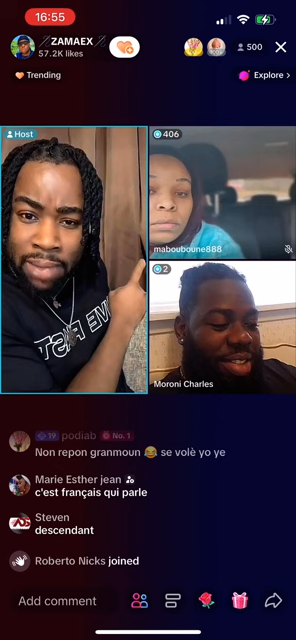 16:55
ZAMAEX
57.2K likes
500
Trending
Explore >
Host
406
mabouboune888
2
Moroni Charles
19 podiab No. 1
Non repon granmoun 😂 se volè yo ye
Marie Esther jean
c'est français qui parle
Steven
descendant
Roberto Nicks joined
Add comment